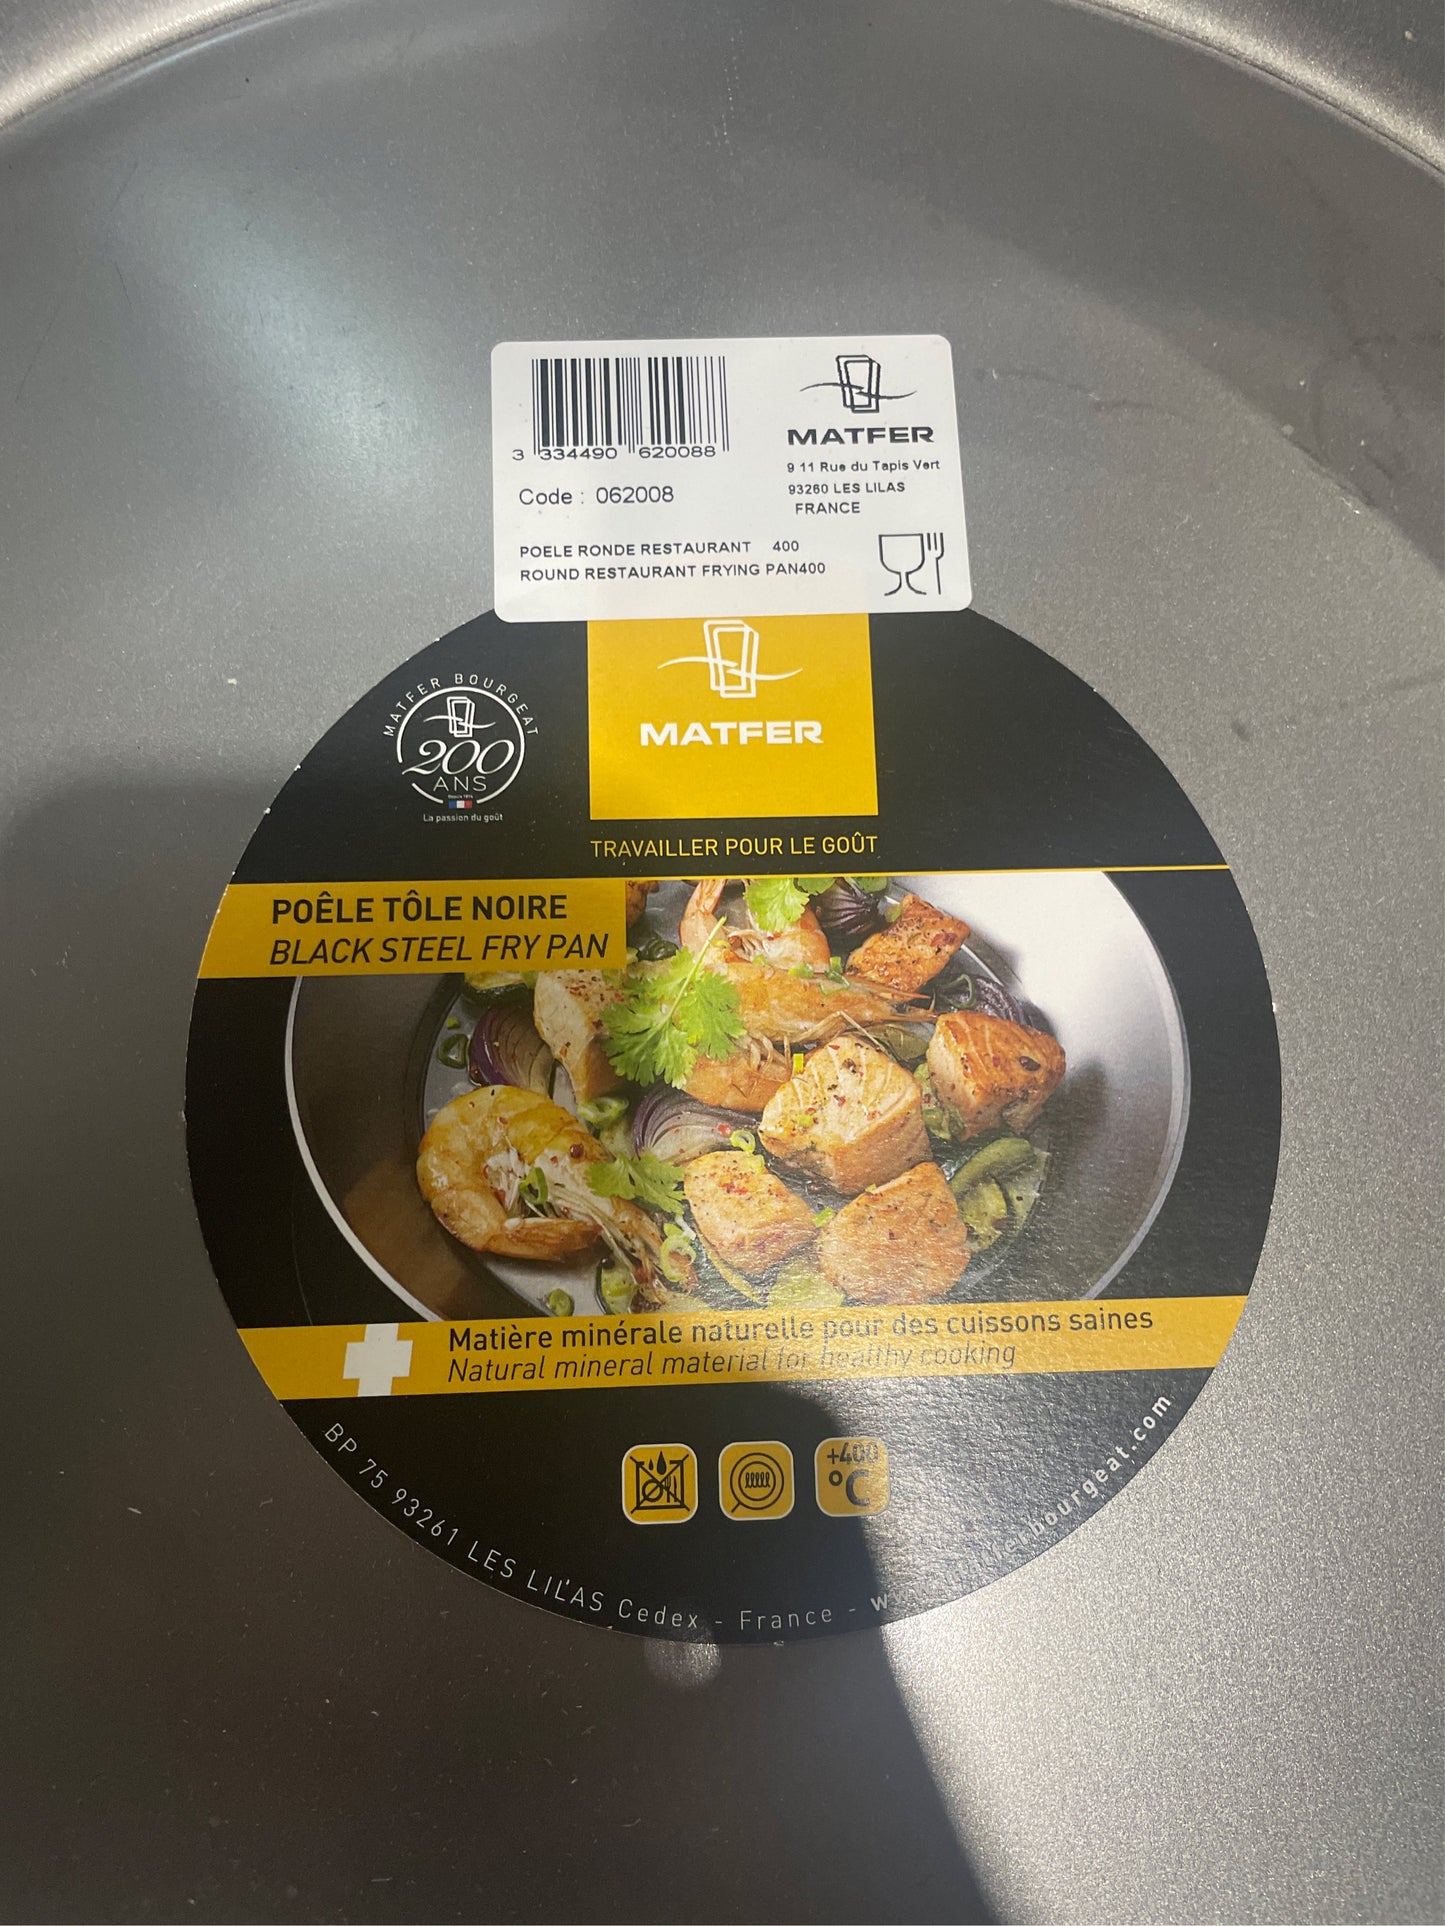 3 334490 620088
Code : 062008
MATFER
9 11 Rue du Tapis Vert
93260 LES LILAS
FRANCE
POELE RONDE RESTAURANT 400
ROUND RESTAURANT FRYING PAN400
MATFER BOURGEAT
200
ANS
Depuis 1814
La passion du goût
MATFER
TRAVAILLER POUR LE GOÛT
POÊLE TÔLE NOIRE
BLACK STEEL FRY PAN
Matière minérale naturelle pour des cuissons saines
Natural mineral material for healthy cooking
+400
°C
BP 75 93261 LES LILAS Cedex - France -